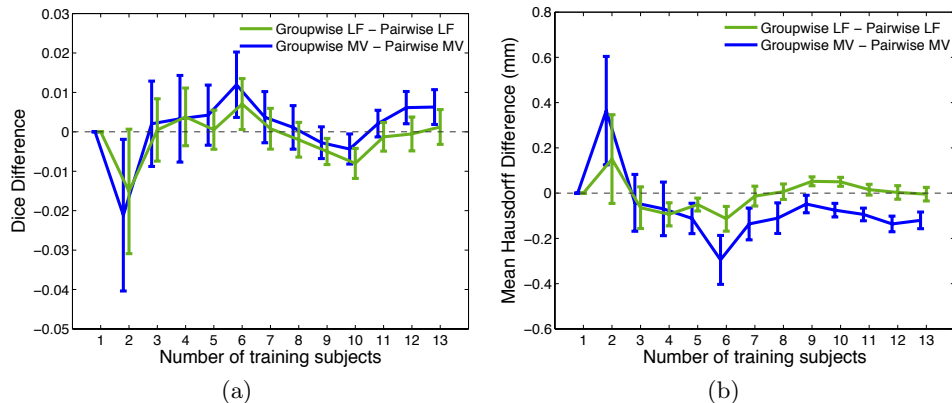 Groupwise LF − Pairwise LF
Groupwise MV − Pairwise MV
0.03
0.02
0.01
0
−0.01
−0.02
−0.03
−0.04
−0.05
Dice Difference
1 2 3 4 5 6 7 8 9 10 11 12 13
Number of training subjects
(a)
Groupwise LF − Pairwise LF
Groupwise MV − Pairwise MV
0.8
0.6
0.4
0.2
0
−0.2
−0.4
−0.6
Mean Hausdorff Difference (mm)
1 2 3 4 5 6 7 8 9 10 11 12 13
Number of training subjects
(b)